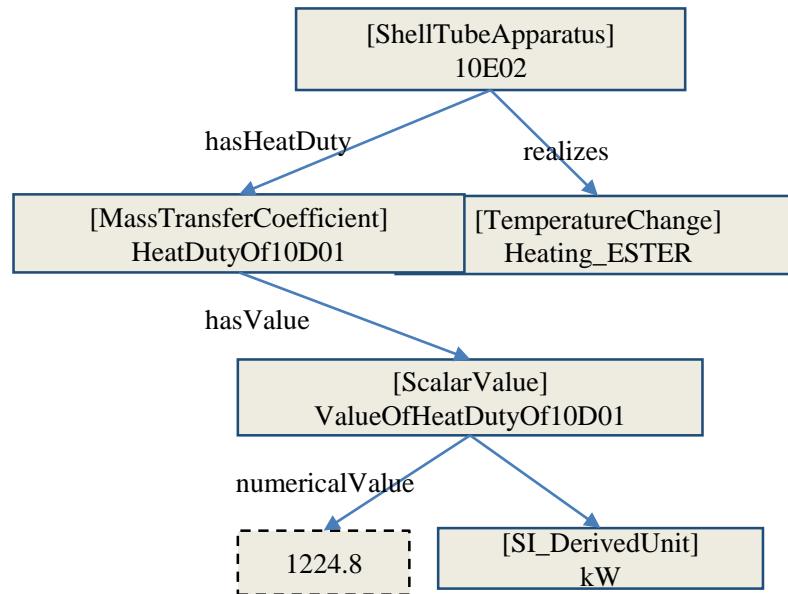 [ShellTubeApparatus]
10E02
hasHeatDuty
realizes
[MassTransferCoefficient]
HeatDutyOf10D01
[TemperatureChange]
Heating_ESTER
hasValue
[ScalarValue]
ValueOfHeatDutyOf10D01
numericalValue
1224.8
[SI_DerivedUnit]
kW